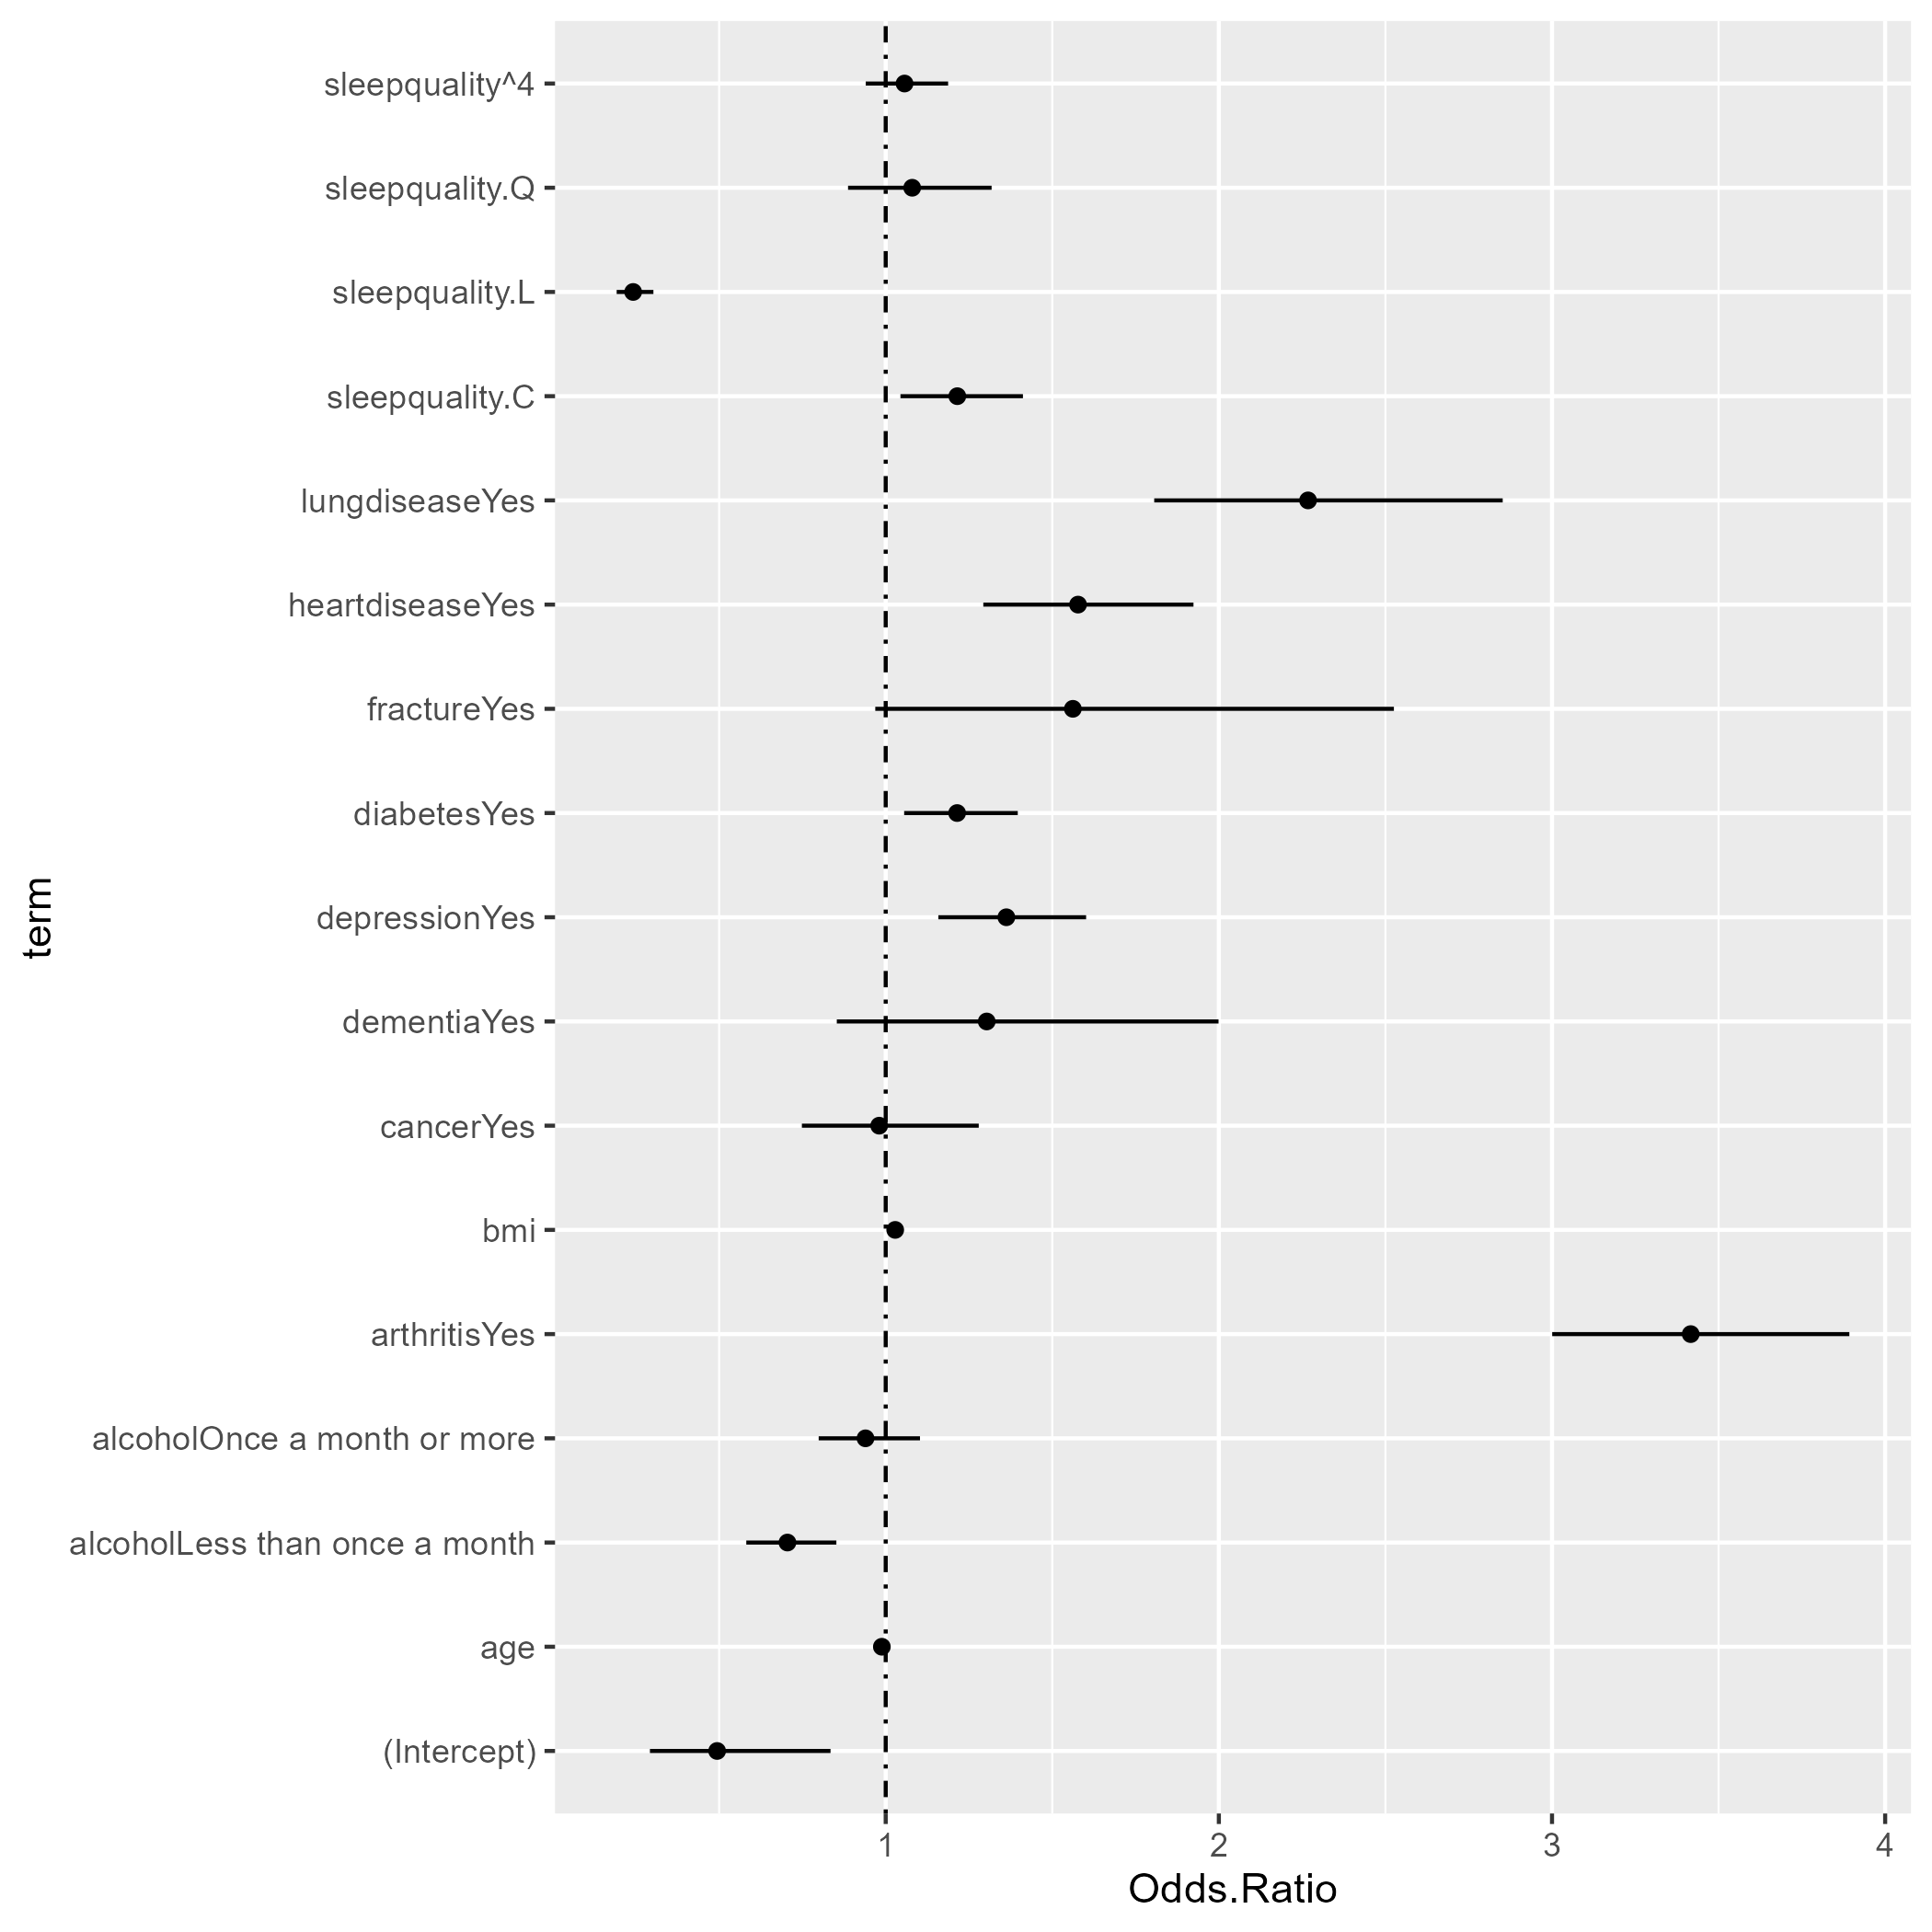 sleepquality^4
sleepquality.Q
sleepquality.L
sleepquality.C
lungdiseaseYes
heartdiseaseYes
fractureYes
diabetesYes
depressionYes
dementiaYes
cancerYes
bmi
arthritisYes
alcoholOnce a month or more
alcoholLess than once a month
age
(Intercept)
term
1 2 3 4
Odds.Ratio